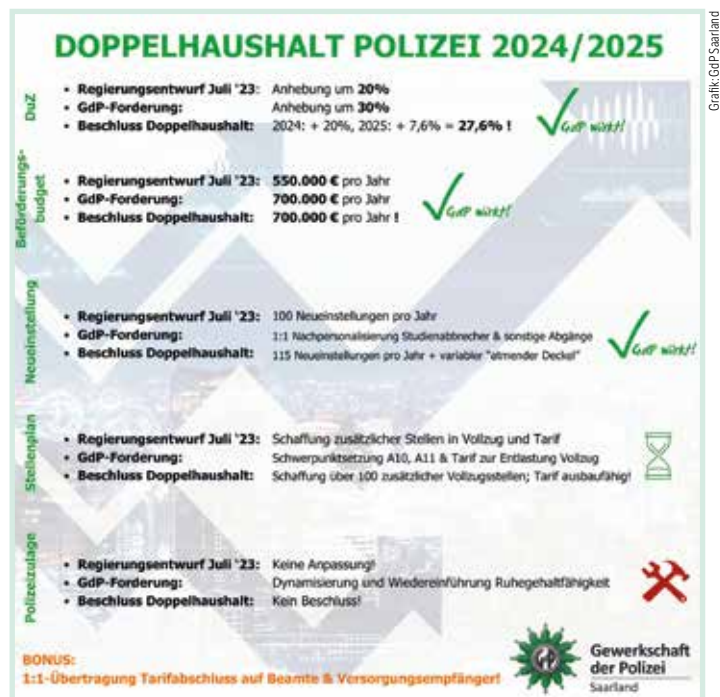 DOPPELHAUSHALT POLIZEI 2024/2025
Grafik: GdP Saarland
DuZ
• Regierungsentwurf Juli '23: Anhebung um 20%
• GdP-Forderung: Anhebung um 30%
• Beschluss Doppelhaushalt: 2024: + 20%, 2025: + 7,6% = 27,6% !
GdP wirkt!
Beförderungs-
budget
• Regierungsentwurf Juli '23: 550.000 € pro Jahr
• GdP-Forderung: 700.000 € pro Jahr
• Beschluss Doppelhaushalt: 700.000 € pro Jahr !
GdP wirkt!
Neueinstellung
• Regierungsentwurf Juli '23: 100 Neueinstellungen pro Jahr
• GdP-Forderung: 1:1 Nachpersonalisierung Studienabbrecher & sonstige Abgänge
• Beschluss Doppelhaushalt: 115 Neueinstellungen pro Jahr + variabler "atmender Deckel"
GdP wirkt!
Stellenplan
• Regierungsentwurf Juli '23: Schaffung zusätzlicher Stellen in Vollzug und Tarif
• GdP-Forderung: Schwerpunktsetzung A10, A11 & Tarif zur Entlastung Vollzug
• Beschluss Doppelhaushalt: Schaffung über 100 zusätzlicher Vollzugsstellen; Tarif ausbaufähig!
Polizeizulage
• Regierungsentwurf Juli '23: Keine Anpassung!
• GdP-Forderung: Dynamisierung und Wiedereinführung Ruhegehaltfähigkeit
• Beschluss Doppelhaushalt: Kein Beschluss!
BONUS:
1:1-Übertragung Tarifabschluss auf Beamte & Versorgungsempfänger!
GdP
Gewerkschaft
der Polizei
Saarland